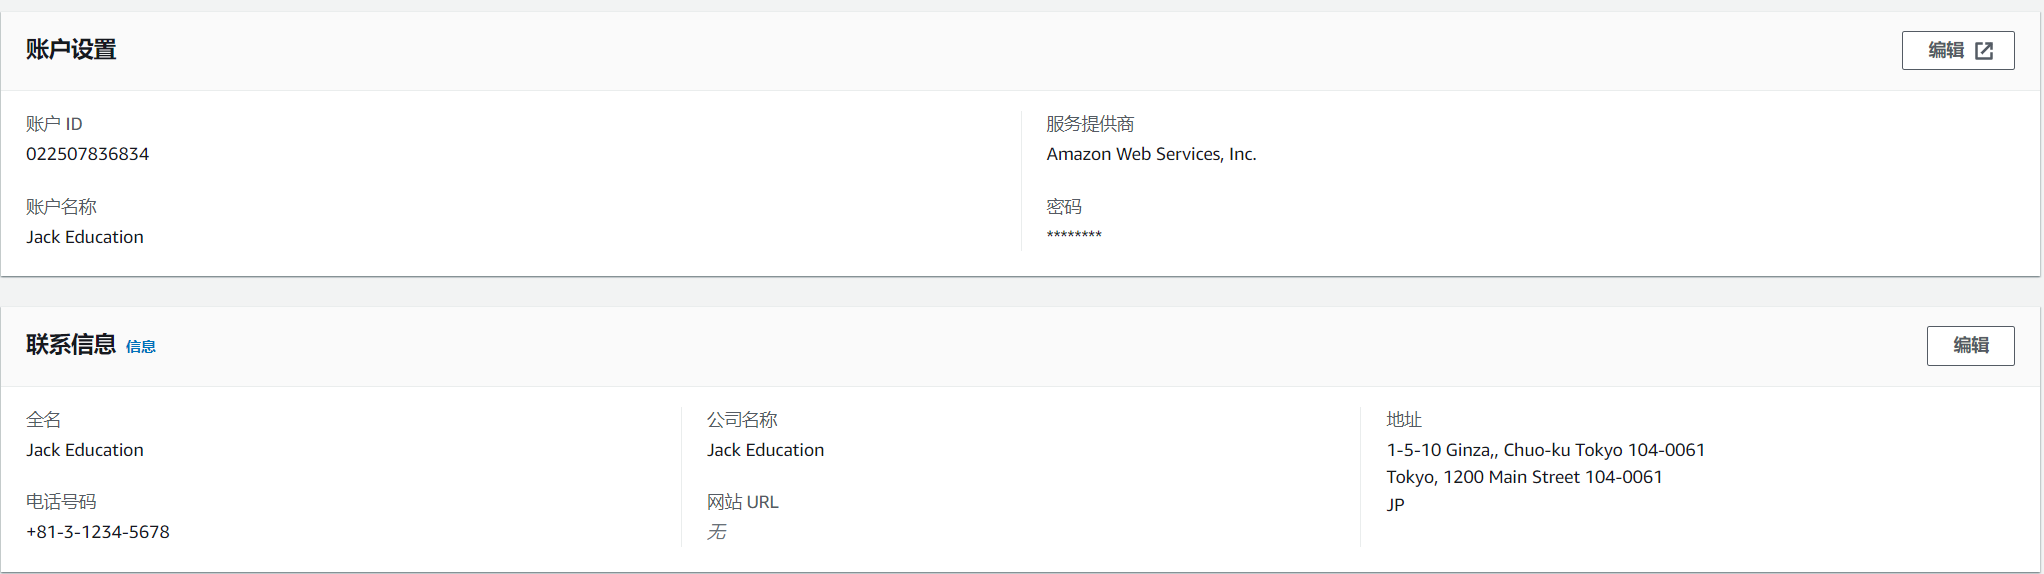 账户设置
编辑
账户 ID
022507836834
账户名称
Jack Education
服务提供商
Amazon Web Services, Inc.
密码
********
联系信息 信息
编辑
全名
Jack Education
电话号码
+81-3-1234-5678
公司名称
Jack Education
网站 URL
无
地址
1-5-10 Ginza,, Chuo-ku Tokyo 104-0061
Tokyo, 1200 Main Street 104-0061
JP